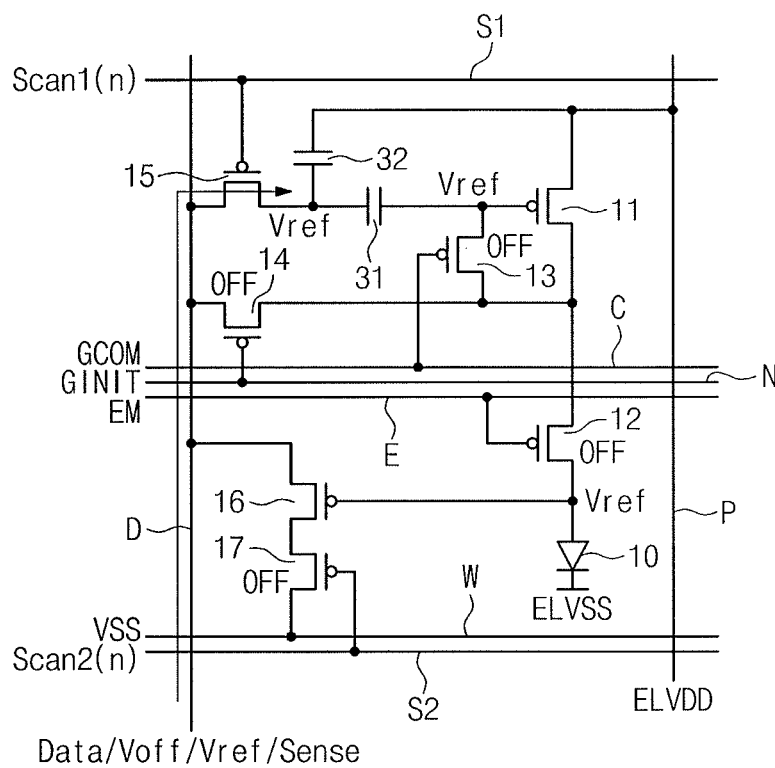 S1
Scan1(n)
32
15
Vref
11
Vref
OFF
31
13
14
OFF
C
GCOM
GINIT
N
EM
12
E
OFF
16
Vref
P
D
17
10
OFF
W
ELVSS
VSS
Scan2(n)
S2
ELVDD
Data/Voff/Vref/Sense